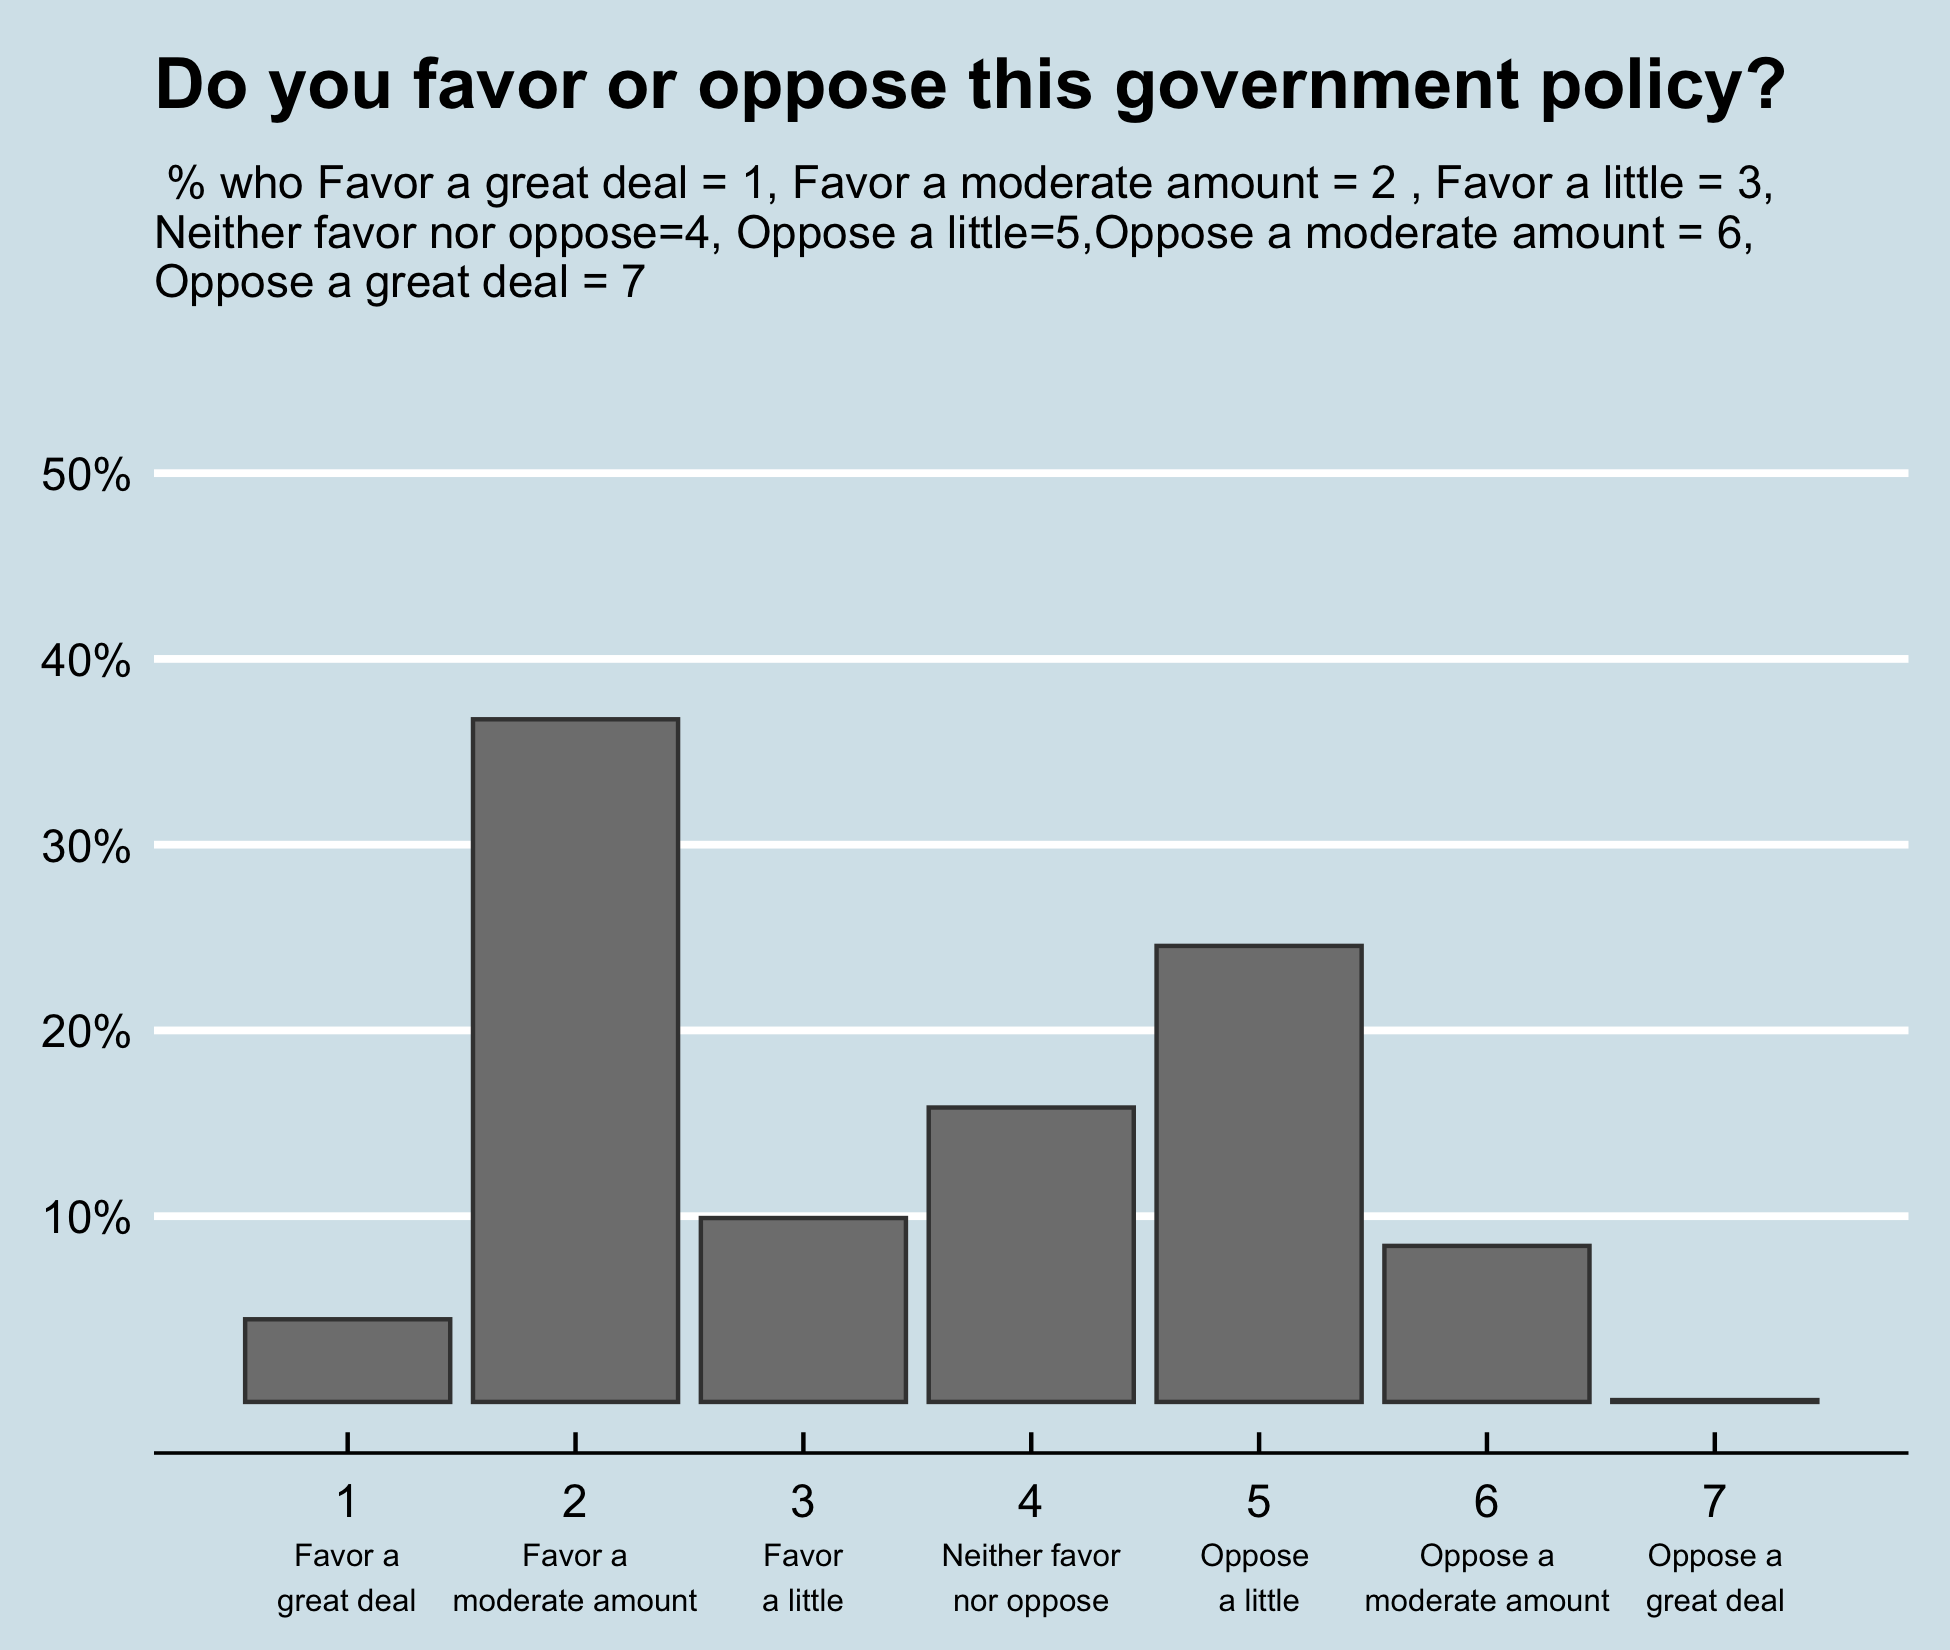 Do you favor or oppose this government policy?
% who Favor a great deal = 1, Favor a moderate amount = 2 , Favor a little = 3,
Neither favor nor oppose=4, Oppose a little=5,Oppose a moderate amount = 6,
Oppose a great deal = 7
50%
40%
30%
20%
10%
1 2 3 4 5 6 7
Favor a Favor a Favor Neither favor Oppose Oppose a Oppose a
great deal moderate amount a little nor oppose a little moderate amount great deal